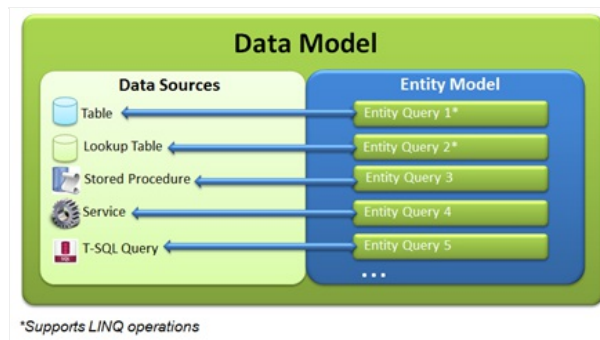 Data Model
Data Sources
Entity Model
Table
Entity Query 1*
Lookup Table
Entity Query 2*
Stored Procedure
Entity Query 3
Service
Entity Query 4
T-SQL Query
Entity Query 5
...
*Supports LINQ operations